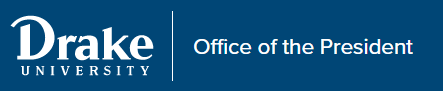 Drake
UNIVERSITY
Office of the President